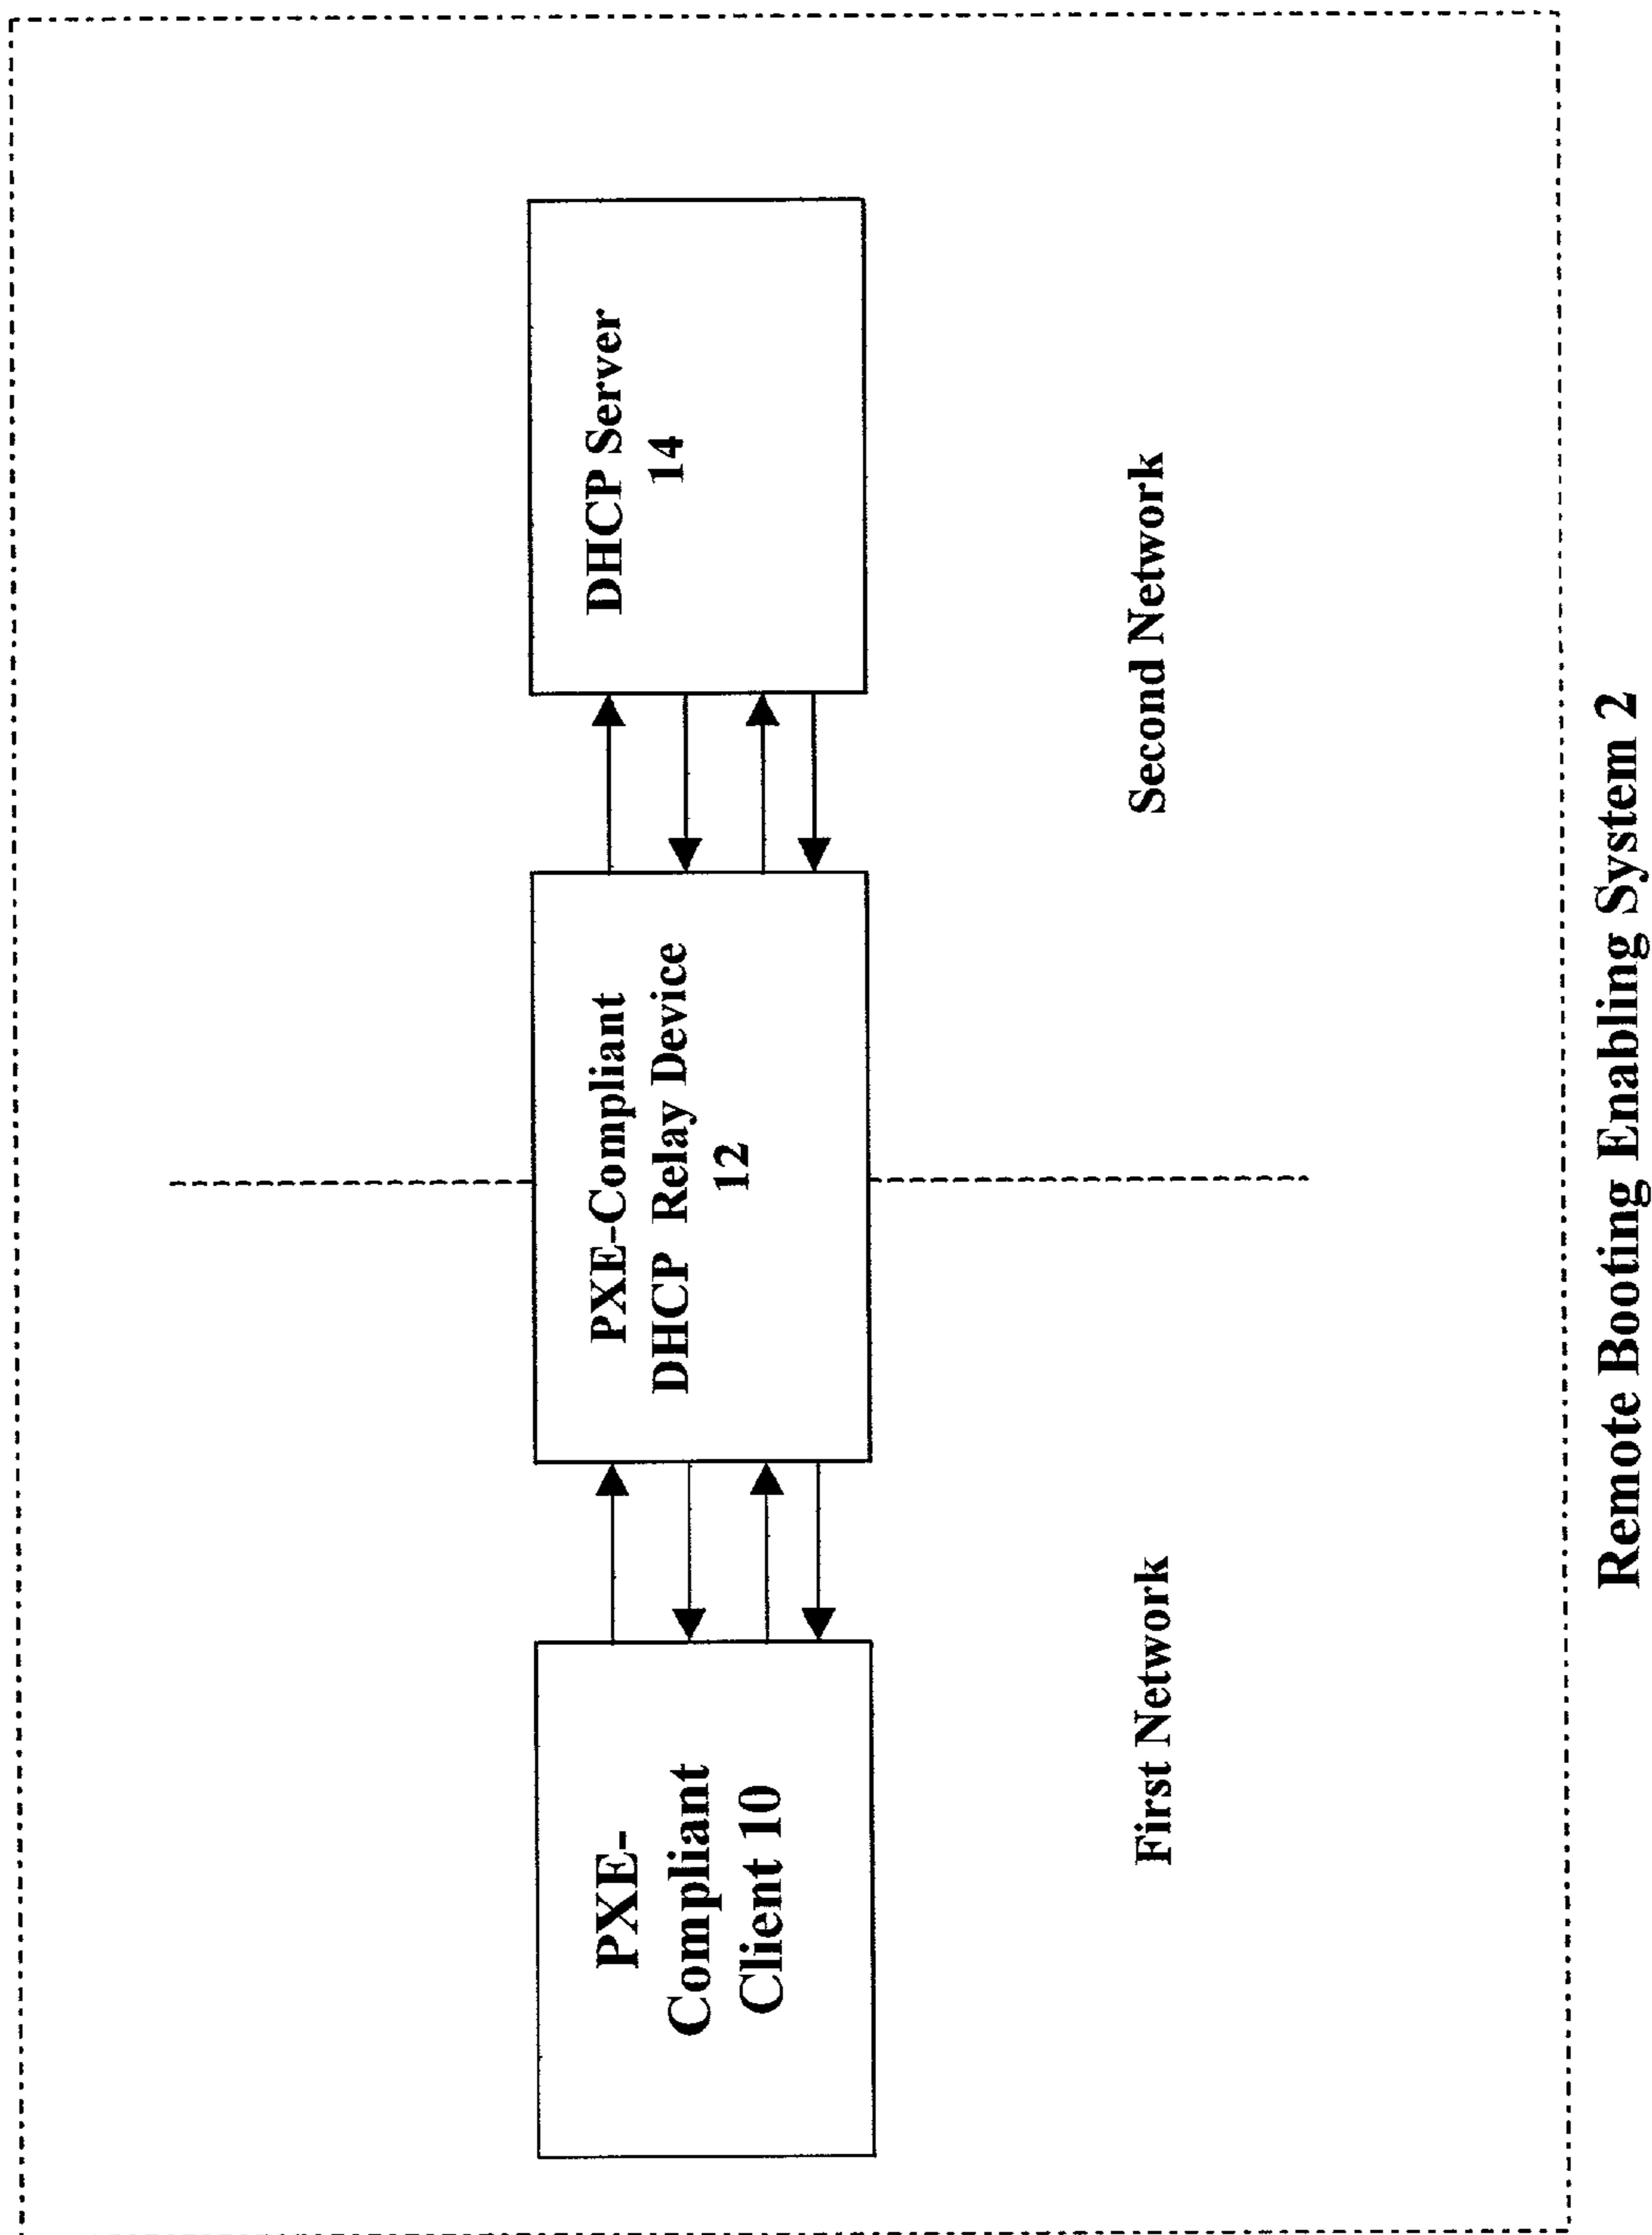 PXE-
Compliant
Client 10
PXE-Compliant
DHCP Relay Device
12
DHCP Server
14
First Network
Second Network
Remote Booting Enabling System 2